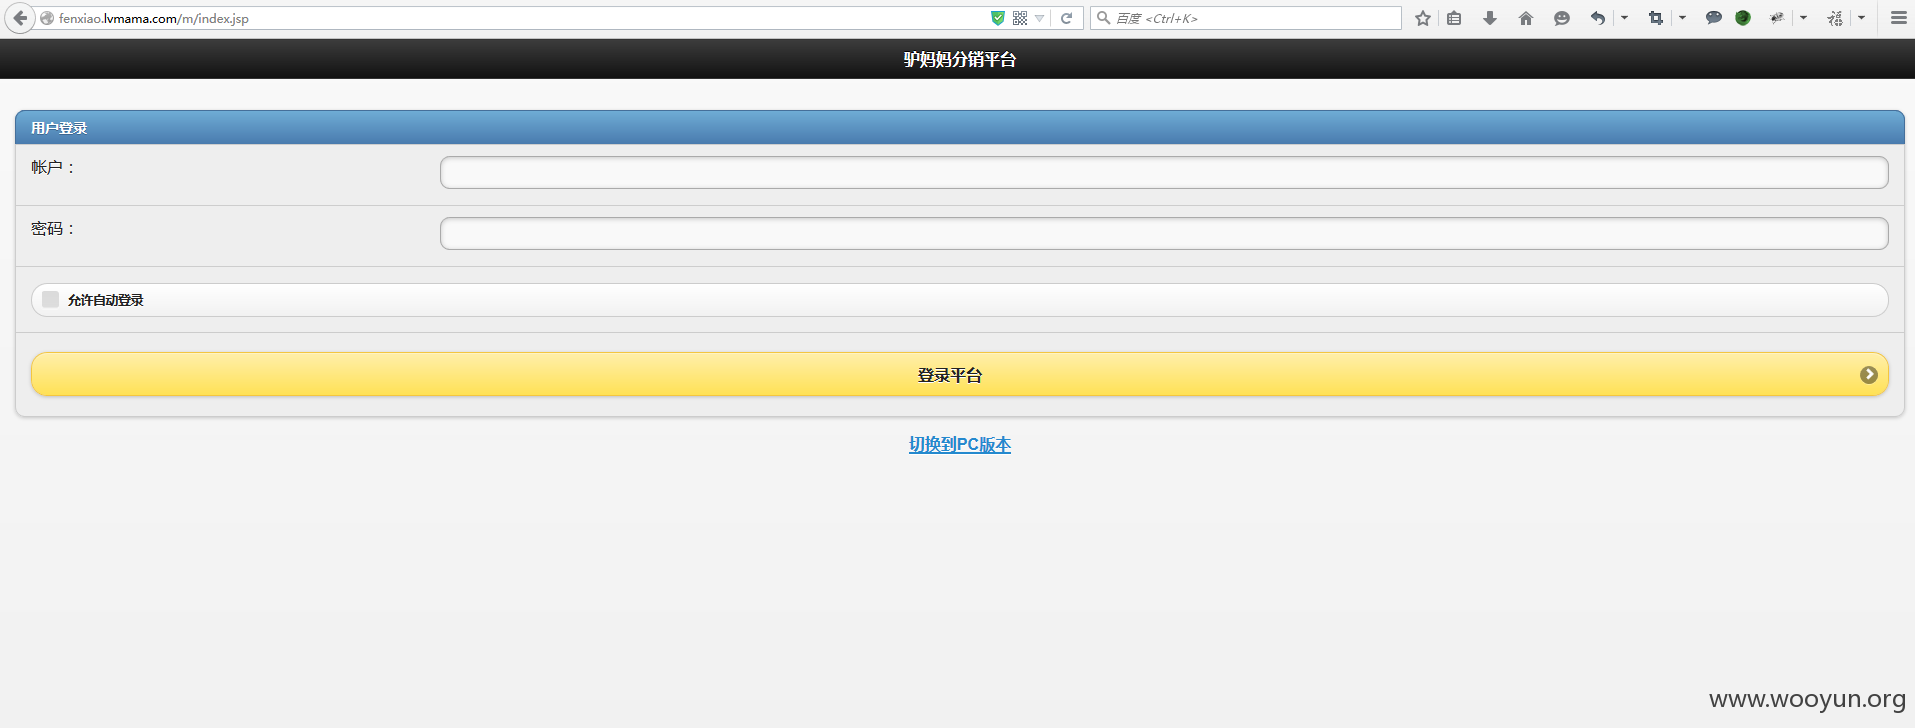 fenxiao.lvmama.com/m/index.jsp
百度 <Ctrl+K>
驴妈妈分销平台
用户登录
帐户：
密码：
允许自动登录
登录平台
切换到PC版本
www.wooyun.org